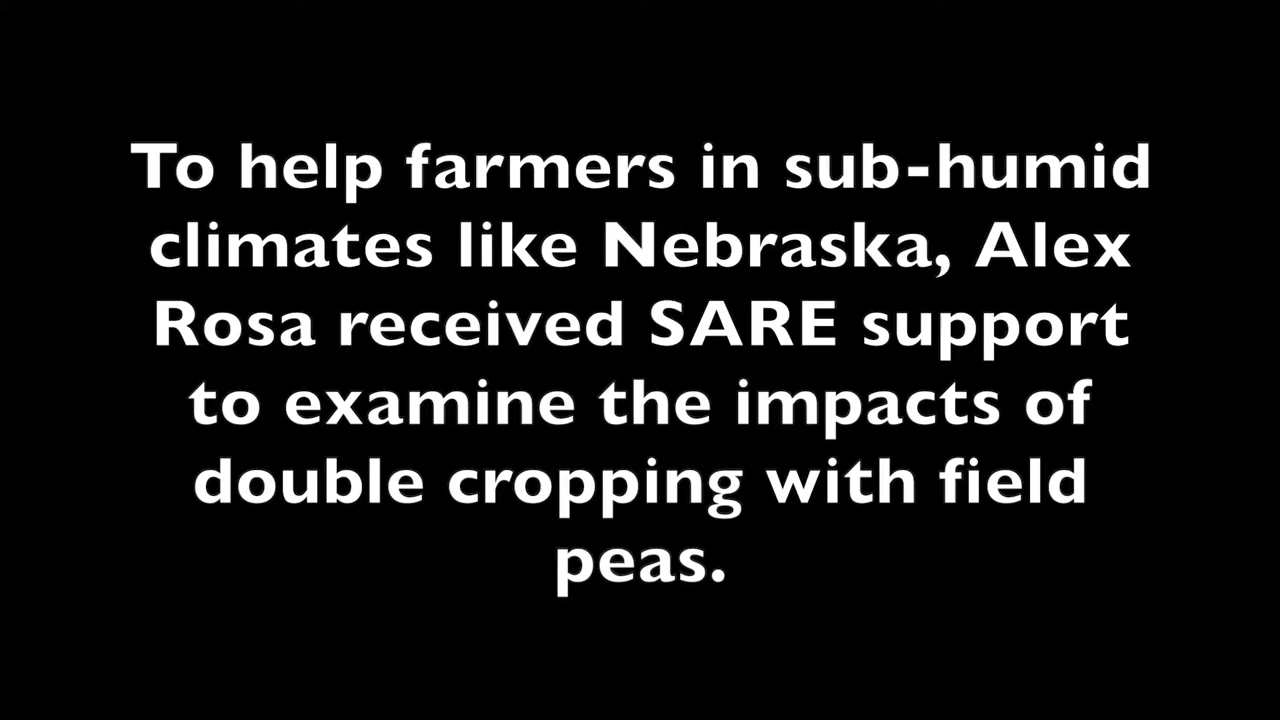 To help farmers in sub-humid
climates like Nebraska, Alex
Rosa received SARE support
to examine the impacts of
double cropping with field
peas.